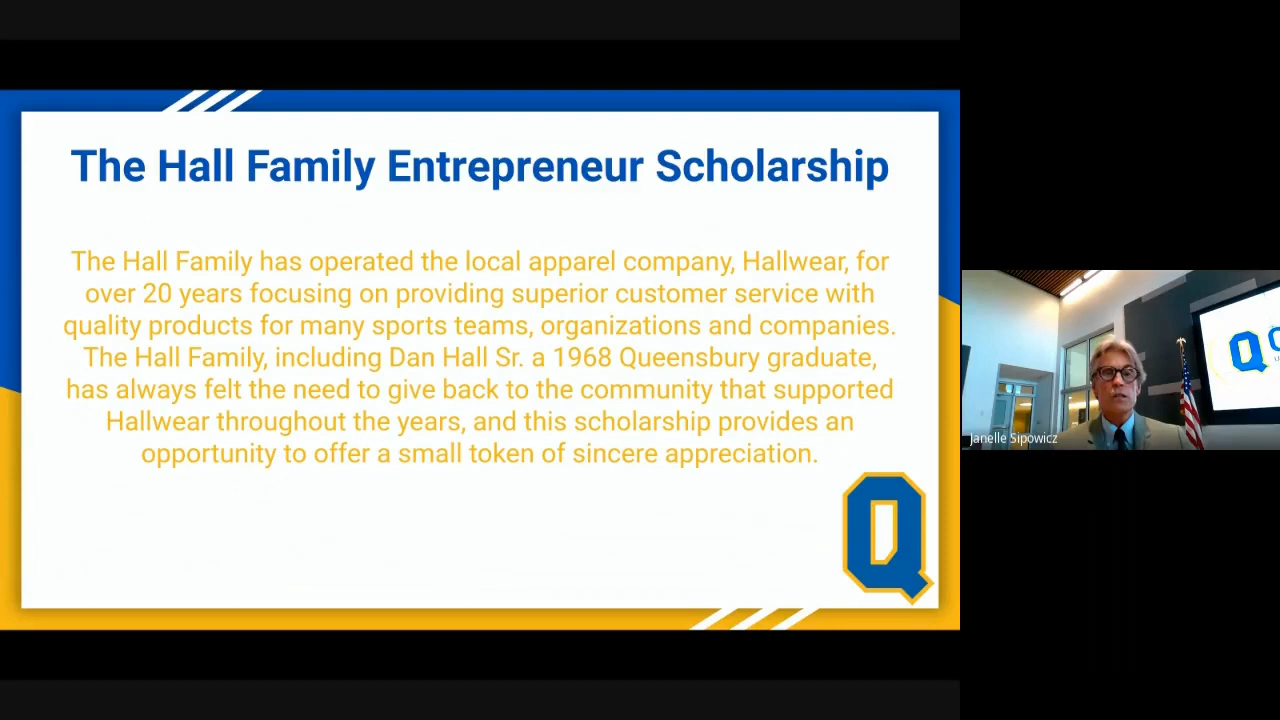 The Hall Family Entrepreneur Scholarship
The Hall Family has operated the local apparel company, Hallwear, for
over 20 years focusing on providing superior customer service with
quality products for many sports teams, organizations and companies.
The Hall Family, including Dan Hall Sr. a 1968 Queensbury graduate,
has always felt the need to give back to the community that supported
Hallwear throughout the years, and this scholarship provides an
opportunity to offer a small token of sincere appreciation.
Q
Q
Janelle Sipowicz